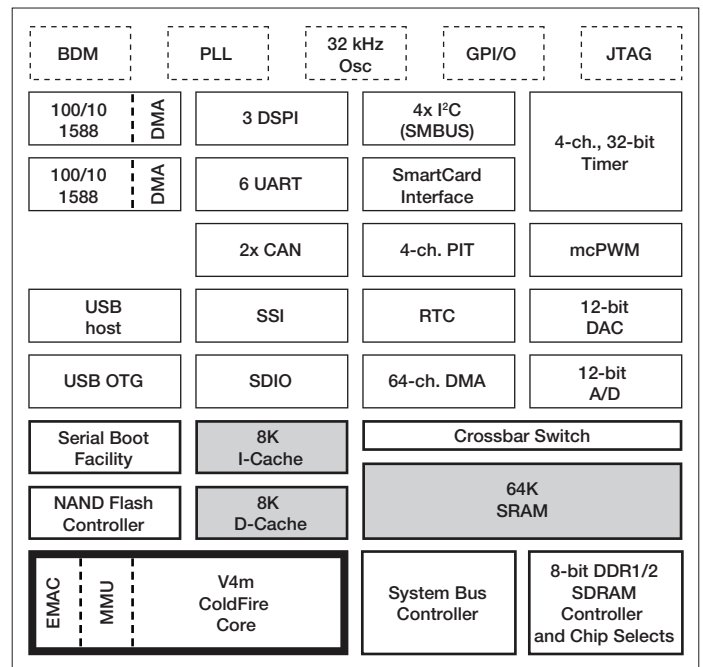 BDM
PLL
32 kHz
Osc
GPI/O
JTAG
100/10
1588
DMA
3 DSPI
4x I²C
(SMBUS)
4-ch., 32-bit
Timer
100/10
1588
DMA
6 UART
SmartCard
Interface
2x CAN
4-ch. PIT
mcPWM
USB
host
SSI
RTC
12-bit
DAC
USB OTG
SDIO
64-ch. DMA
12-bit
A/D
Serial Boot
Facility
8K
I-Cache
Crossbar Switch
NAND Flash
Controller
8K
D-Cache
64K
SRAM
EMAC
MMU
V4m
ColdFire
Core
System Bus
Controller
8-bit DDR1/2
SDRAM
Controller
and Chip Selects